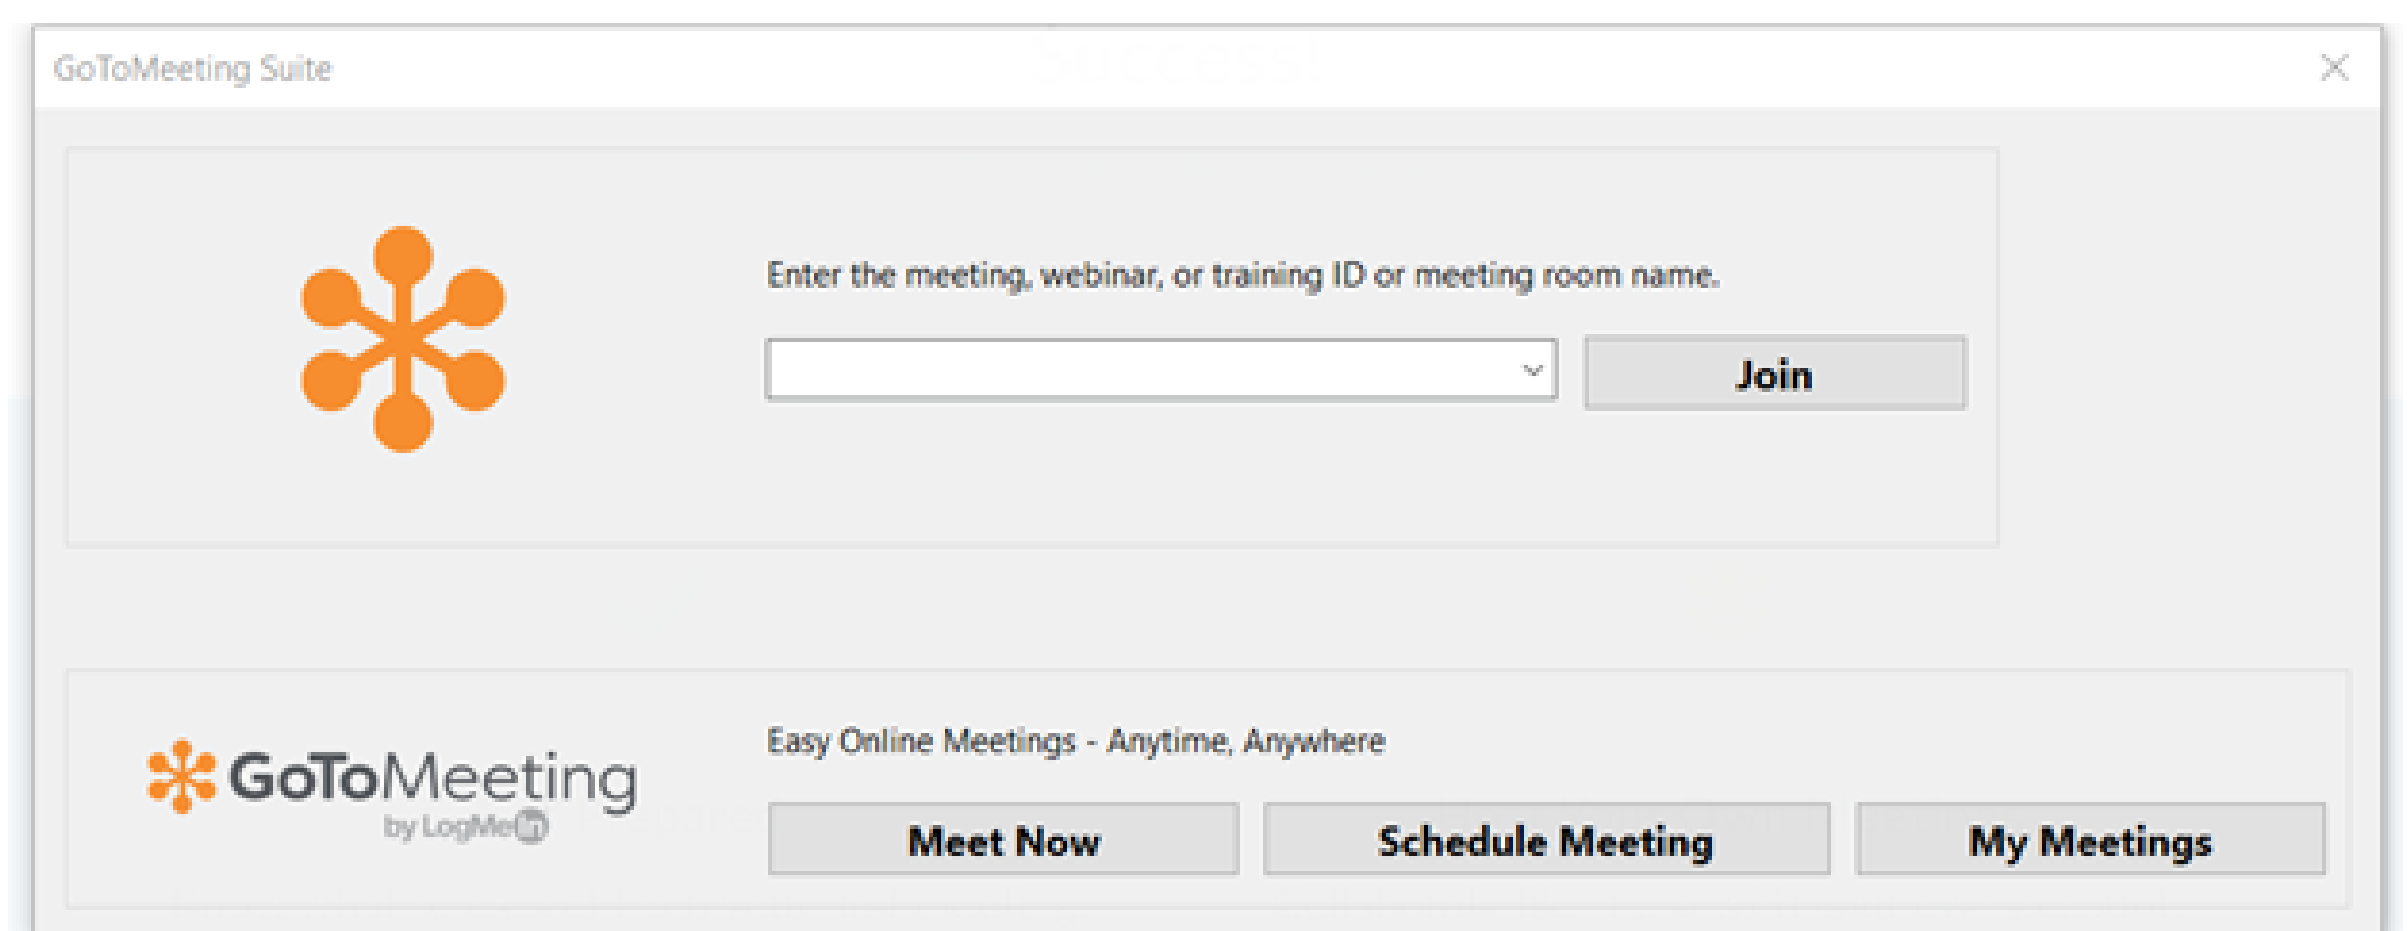 GoToMeeting Suite
Enter the meeting, webinar, or training ID or meeting room name.
Join
Easy Online Meetings - Anytime, Anywhere
GoToMeeting
by LogMeIn
Meet Now
Schedule Meeting
My Meetings